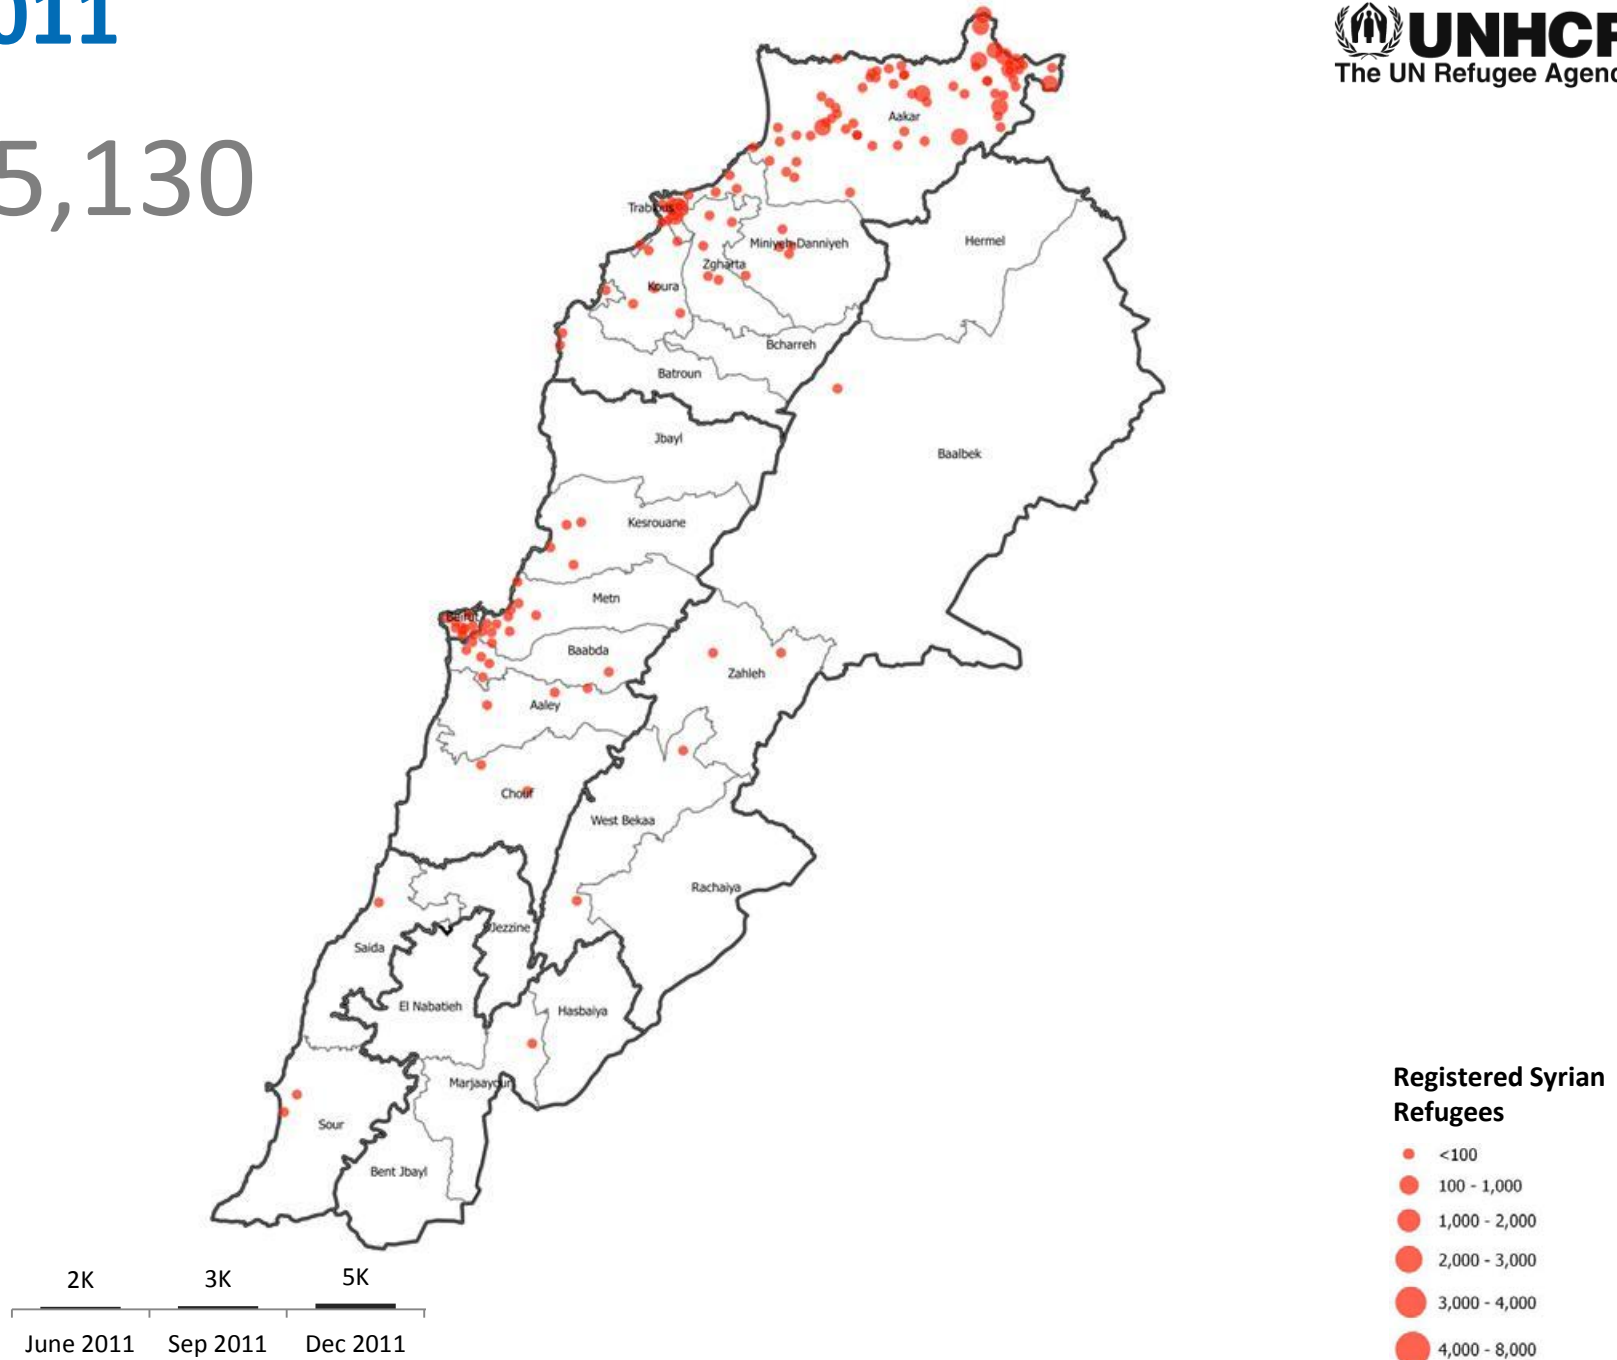 011
5,130
UNHCR
The UN Refugee Agenc
Aakar
Trablous
Miniyeh-Danniyeh
Hermel
Zgharta
Koura
Bcharreh
Batroun
Jbayl
Baalbek
Kesrouane
Metn
Beirut
Baabda
Zahleh
Aaley
Chouf
West Bekaa
Rachaiya
Jezzine
Saida
El Nabatieh
Hasbaiya
Marjaayoun
Sour
Bent Jbayl
Registered Syrian
Refugees
<100
100 - 1,000
1,000 - 2,000
2,000 - 3,000
3,000 - 4,000
4,000 - 8,000
2K 3K 5K
June 2011 Sep 2011 Dec 2011